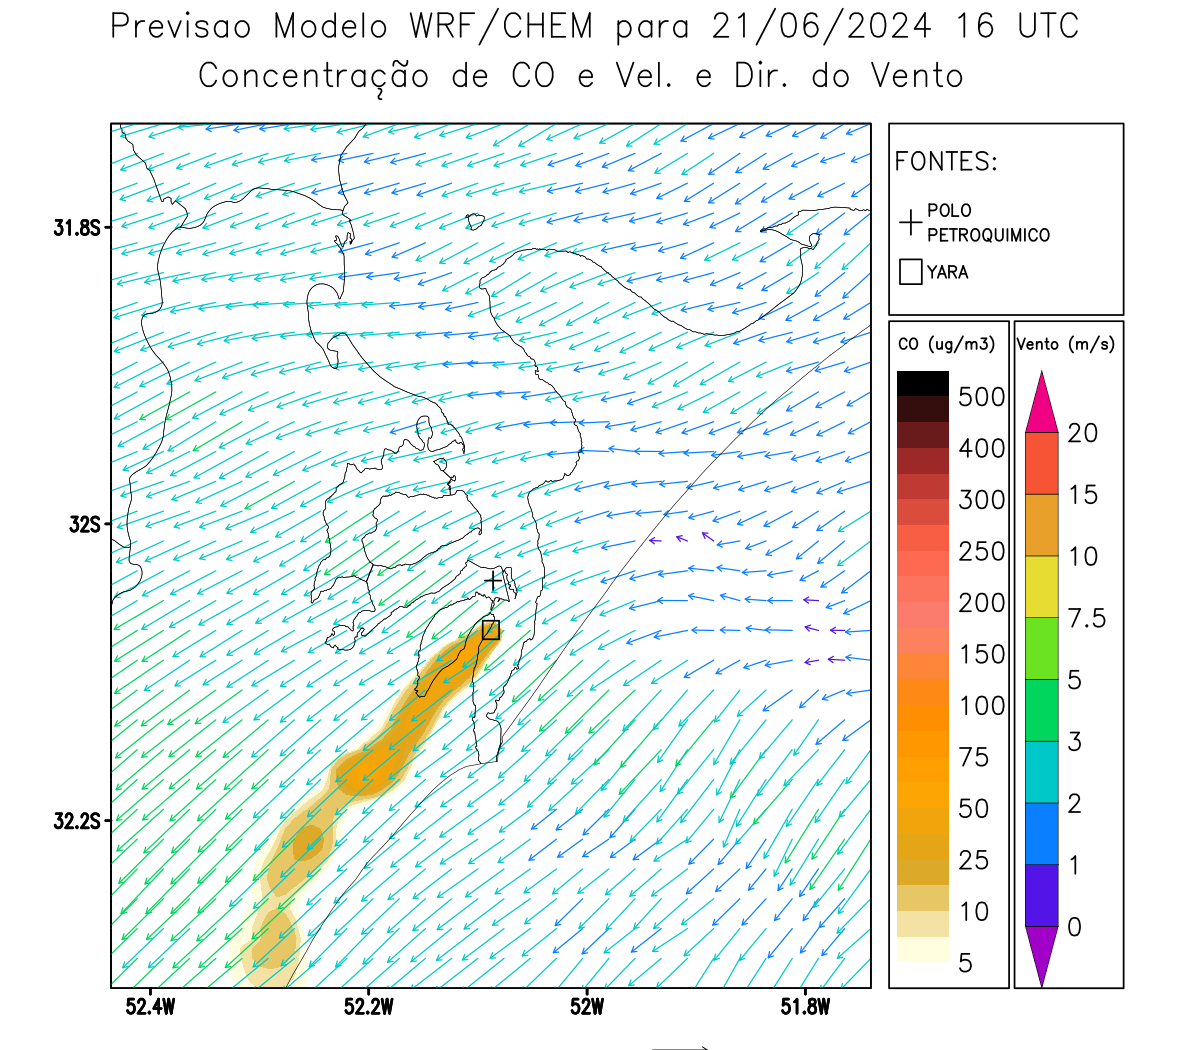 Previsao Modelo WRF/CHEM para 21/06/2024 16 UTC
Concentração de CO e Vel. e Dir. do Vento
FONTES:
POLO
PETROQUIMICO
YARA
CO (ug/m3)
500
400
300
250
200
150
100
75
50
25
10
5
Vento (m/s)
20
15
10
7.5
5
3
2
1
0
31.8S
32S
32.2S
52.4W
52.2W
52W
51.8W